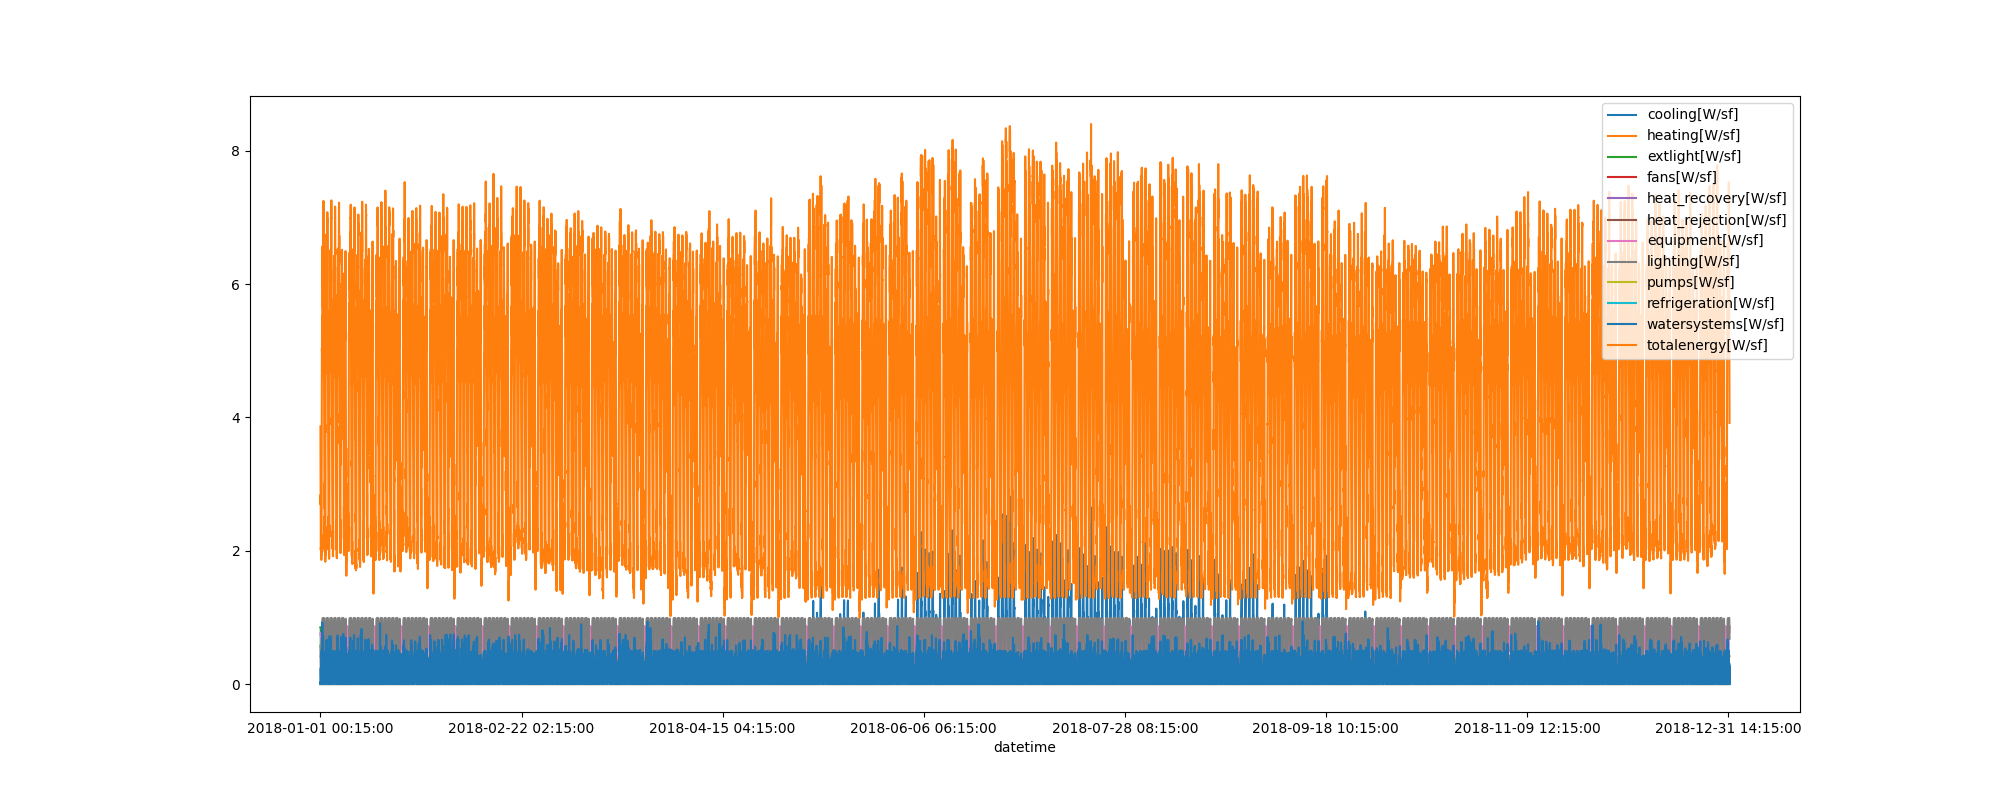 cooling[W/sf]
heating[W/sf]
extlight[W/sf]
fans[W/sf]
heat_recovery[W/sf]
heat_rejection[W/sf]
equipment[W/sf]
lighting[W/sf]
pumps[W/sf]
refrigeration[W/sf]
watersystems[W/sf]
totalenergy[W/sf]
8
6
4
2
0
2018-01-01 00:15:00 2018-02-22 02:15:00 2018-04-15 04:15:00 2018-06-06 06:15:00 2018-07-28 08:15:00 2018-09-18 10:15:00 2018-11-09 12:15:00 2018-12-31 14:15:00
datetime